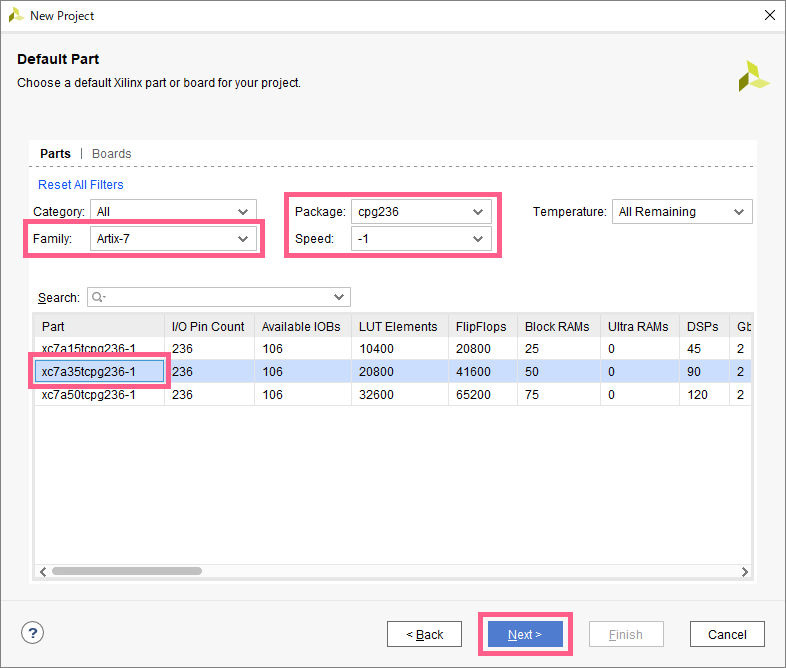 New Project
Default Part
Choose a default Xilinx part or board for your project.
Parts | Boards
Reset All Filters
Category: All Package: cpg236 Temperature: All Remaining
Family: Artix-7 Speed: -1
Search:
Part I/O Pin Count Available IOBs LUT Elements FlipFlops Block RAMs Ultra RAMs DSPs Gb
xc7a15tcpg236-1 236 106 10400 20800 25 0 45 2
xc7a35tcpg236-1 236 106 20800 41600 50 0 90 2
xc7a50tcpg236-1 236 106 32600 65200 75 0 120 2
? < Back Next > Finish Cancel